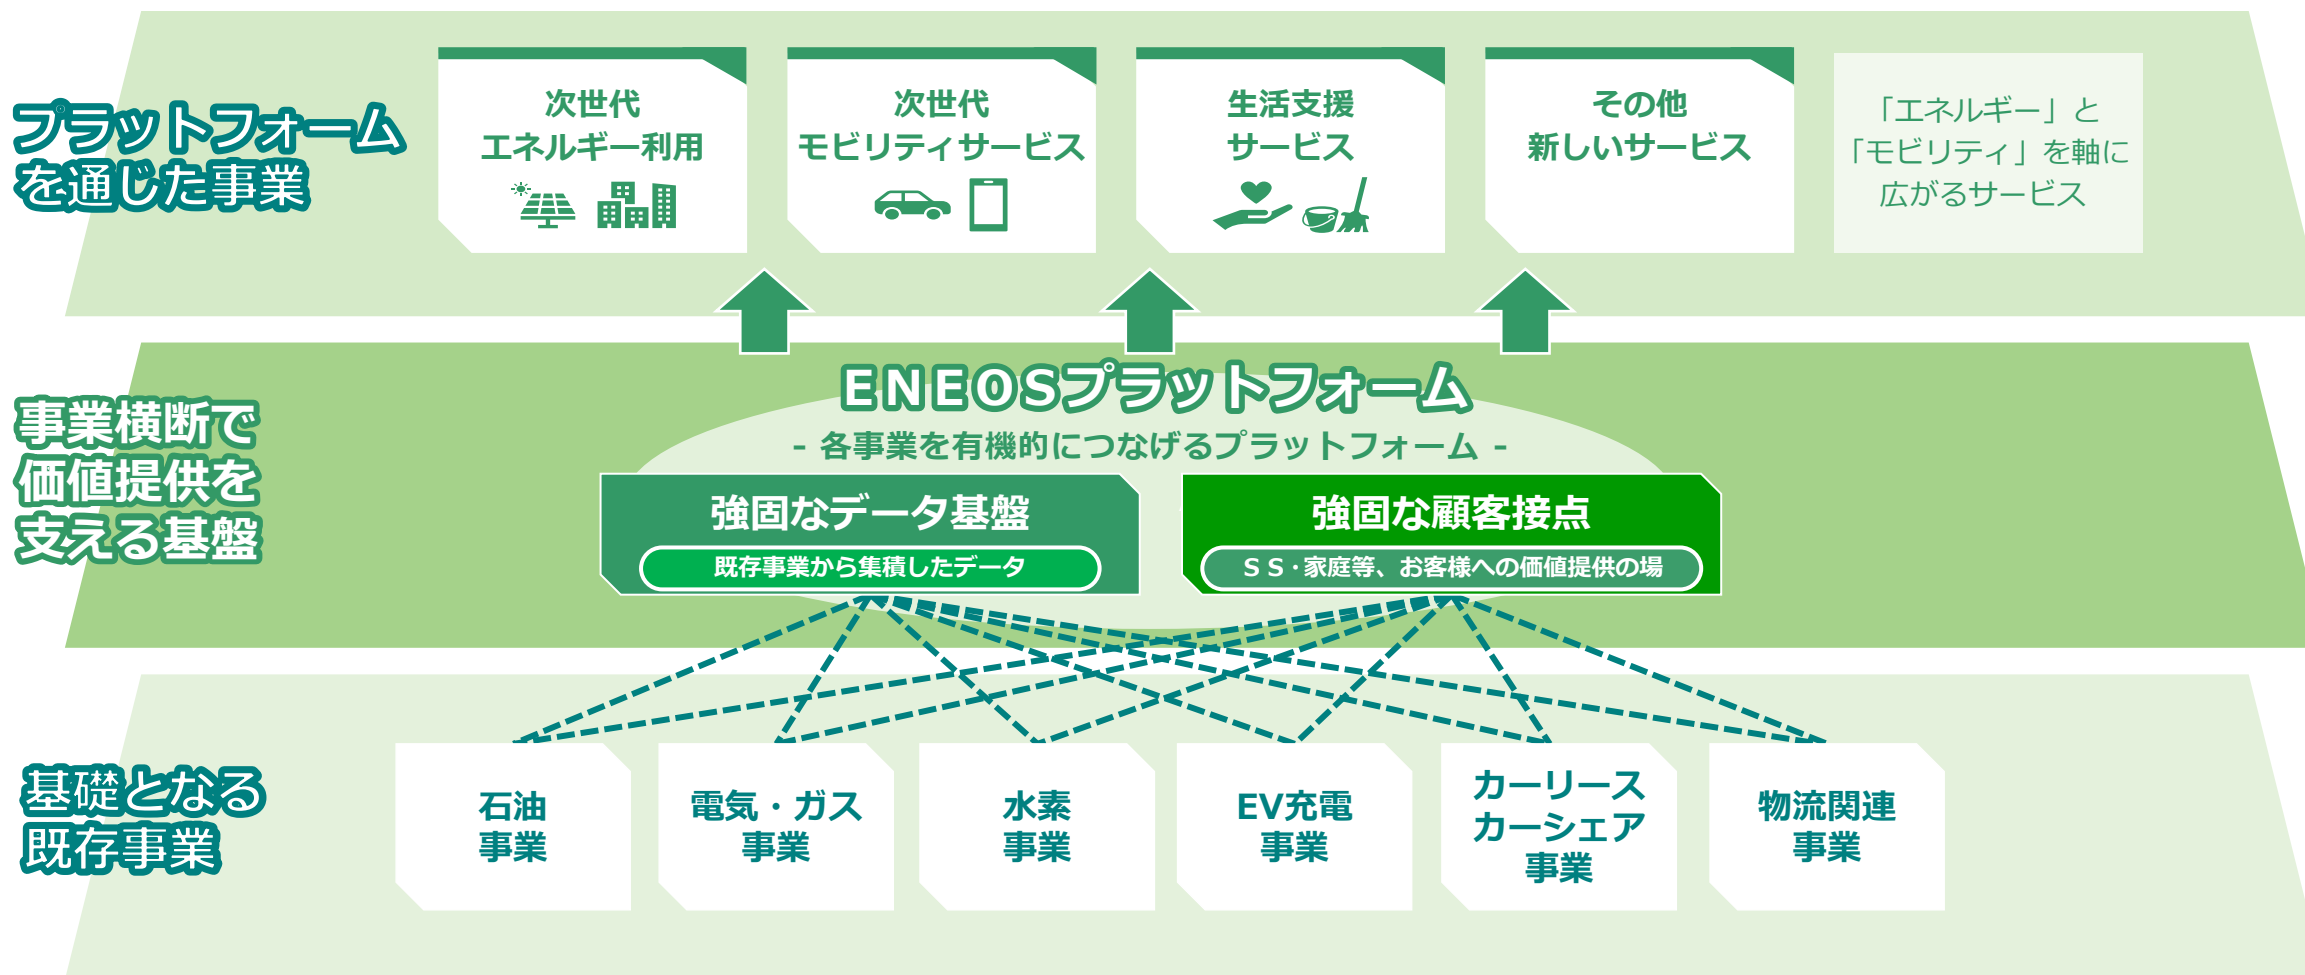 プラットフォーム
を通じた事業
次世代
エネルギー利用
次世代
モビリティサービス
生活支援
サービス
その他
新しいサービス
「エネルギー」と
「モビリティ」を軸に
広がるサービス
事業横断で
価値提供を
支える基盤
ENEOSプラットフォーム
- 各事業を有機的につなげるプラットフォーム -
強固なデータ基盤
既存事業から集積したデータ
強固な顧客接点
ＳＳ･家庭等、お客様への価値提供の場
基礎となる
既存事業
石油
事業
電気・ガス
事業
水素
事業
EV充電
事業
カーリース
カーシェア
事業
物流関連
事業